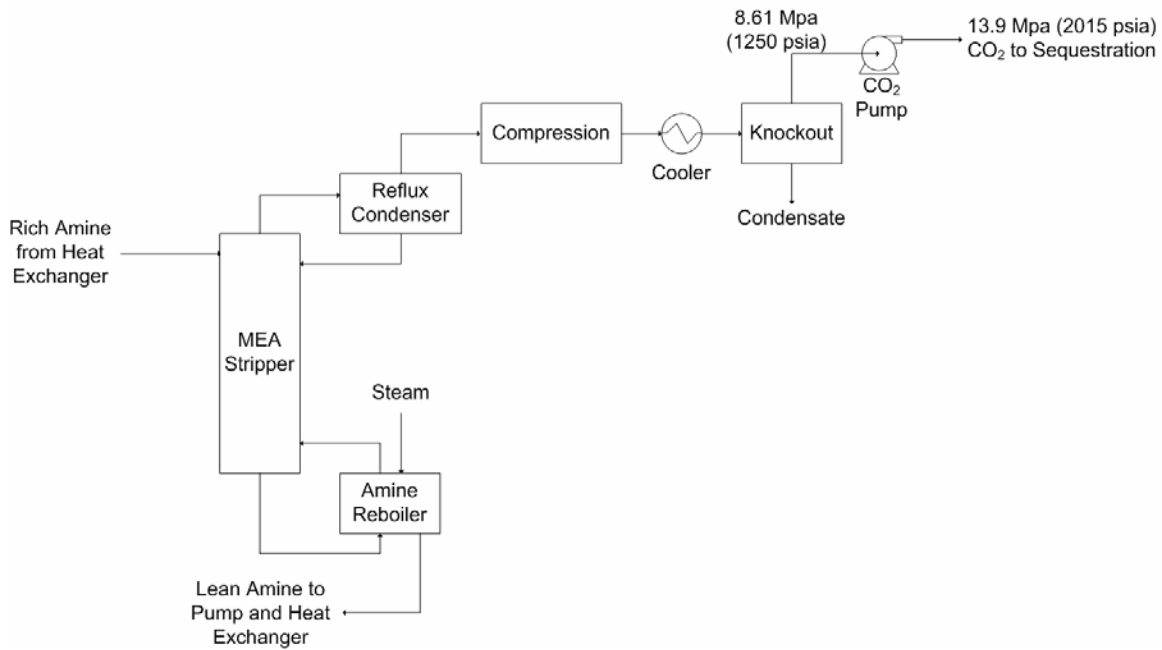 8.61 Mpa
(1250 psia)
13.9 Mpa (2015 psia)
CO₂ to Sequestration
CO₂
Pump
Compression
Cooler
Knockout
Condensate
Reflux
Condenser
Rich Amine
from Heat
Exchanger
MEA
Stripper
Steam
Amine
Reboiler
Lean Amine to
Pump and Heat
Exchanger